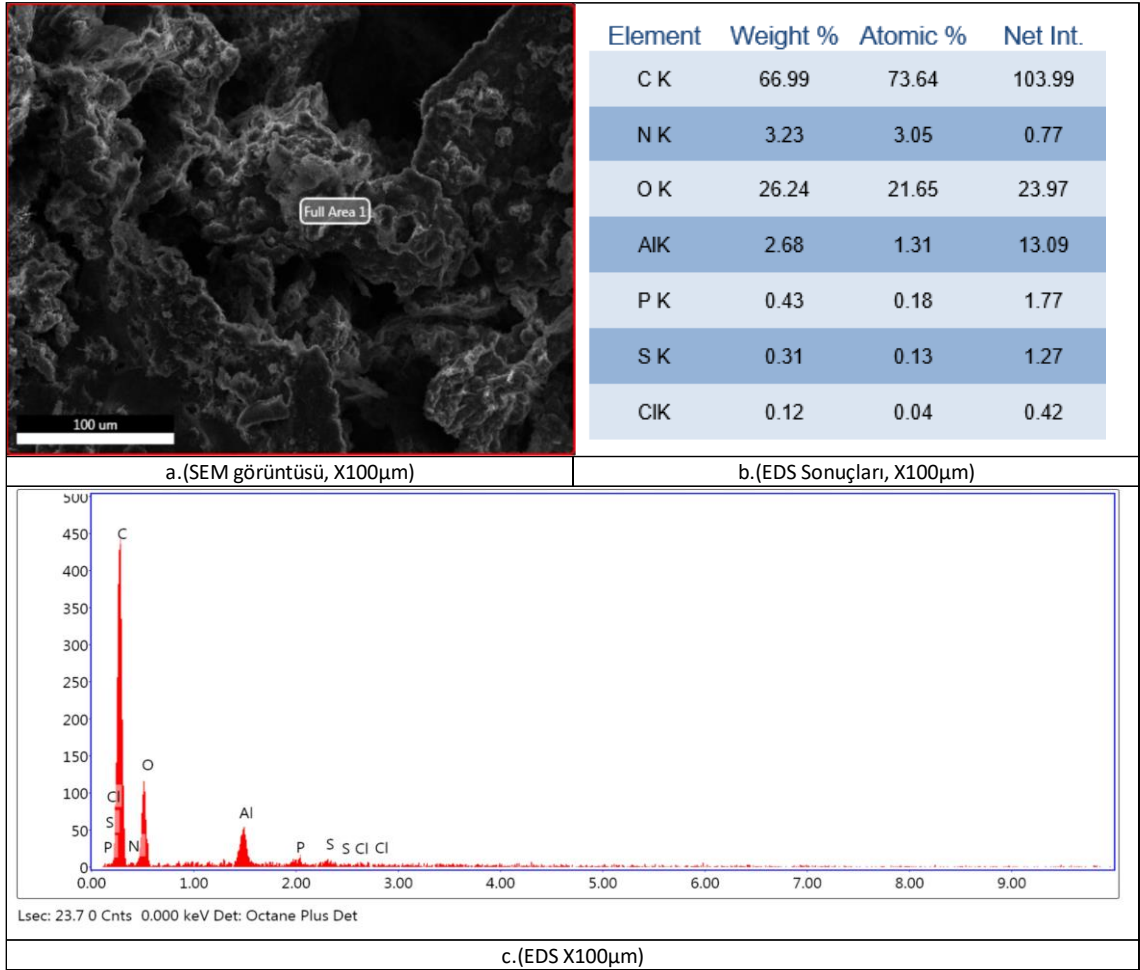 Full Area 1
100 um
Element Weight % Atomic % Net Int.
C K 66.99 73.64 103.99
N K 3.23 3.05 0.77
O K 26.24 21.65 23.97
AlK 2.68 1.31 13.09
P K 0.43 0.18 1.77
S K 0.31 0.13 1.27
ClK 0.12 0.04 0.42
a.(SEM görüntüsü, X100µm) b.(EDS Sonuçları, X100µm)
500
450
400
350
300
250
200
150
100
50
0
C
O
Cl
S
P N
Al
P S S Cl Cl
0.00 1.00 2.00 3.00 4.00 5.00 6.00 7.00 8.00 9.00
Lsec: 23.7 0 Cnts 0.000 keV Det: Octane Plus Det
c.(EDS X100µm)